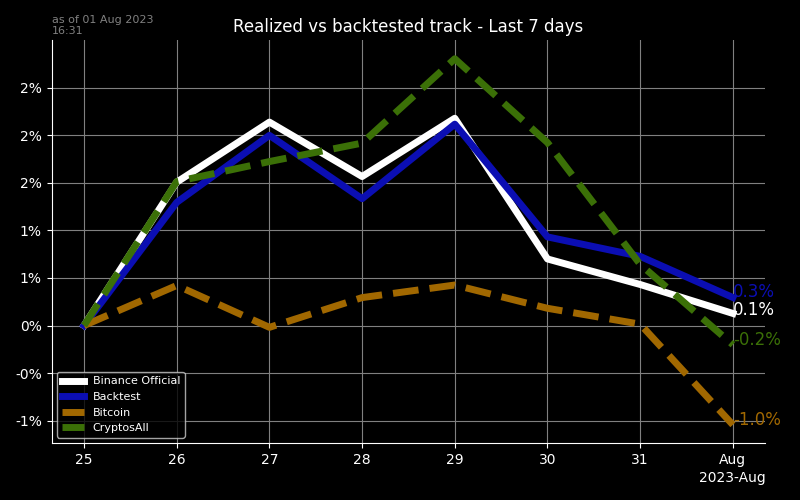 as of 01 Aug 2023
16:31
Realized vs backtested track - Last 7 days
2%
2%
2%
1%
1%
0%
-0%
-1%
0.3%
0.1%
-0.2%
-1.0%
Binance Official
Backtest
Bitcoin
CryptosAll
25 26 27 28 29 30 31 Aug
2023-Aug